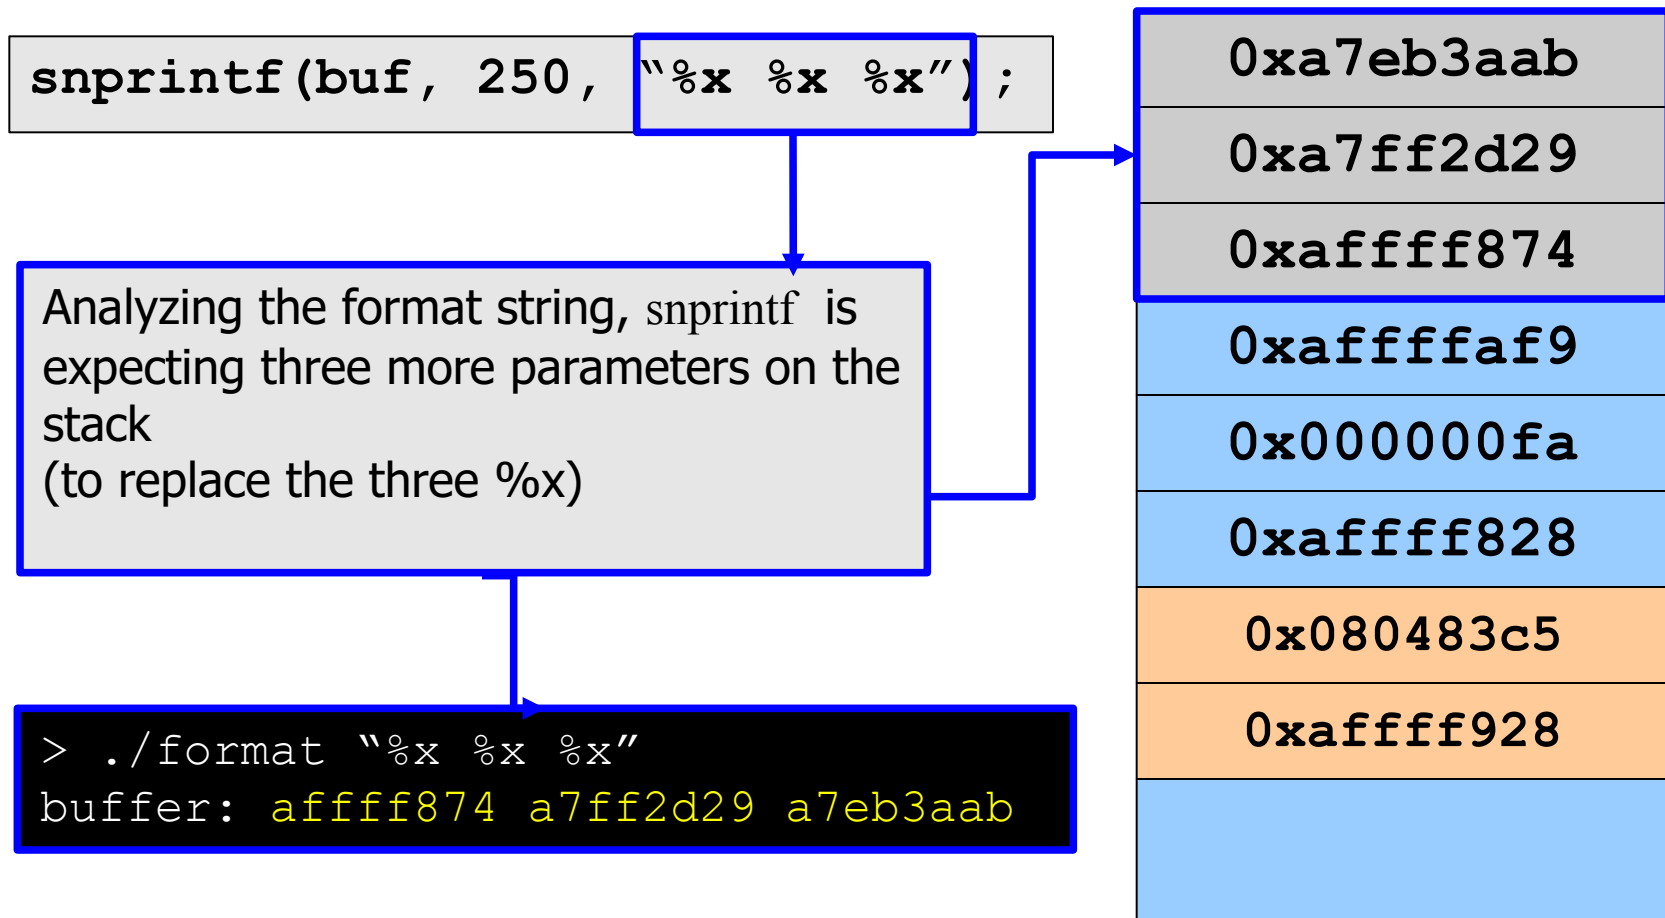 snprintf(buf, 250, “%x %x %x”);
Analyzing the format string, snprintf is
expecting three more parameters on the
stack
(to replace the three %x)
> ./format “%x %x %x”
buffer: affff874 a7ff2d29 a7eb3aab
0xa7eb3aab
0xa7ff2d29
0xaffff874
0xaffffaf9
0x000000fa
0xaffff828
0x080483c5
0xaffff928